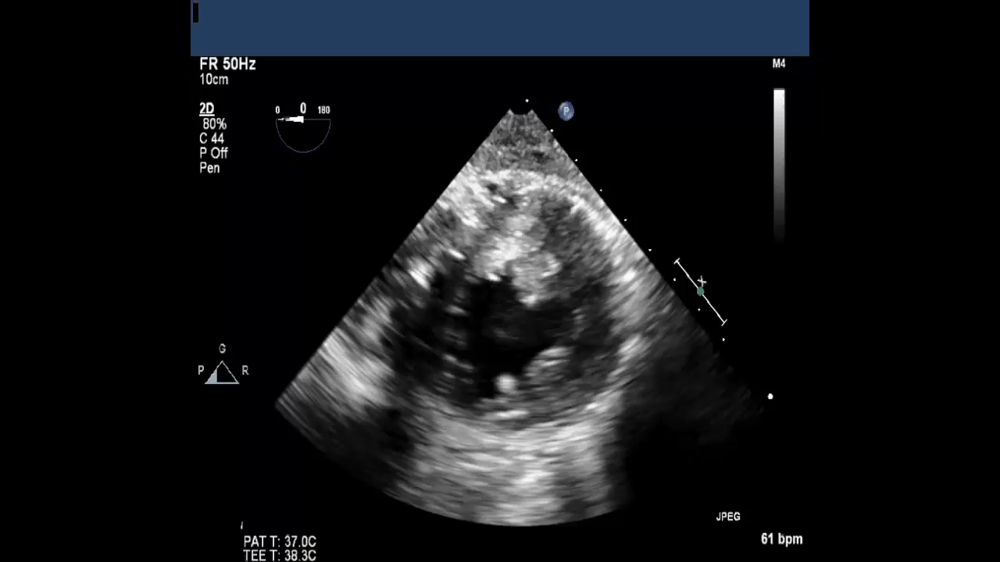 FR 50Hz
10cm
M4
2D
80%
C 44
P Off
Pen
0 0 180
P
G
P R
JPEG
61 bpm
PAT T: 37.0C
TEE T: 38.3C